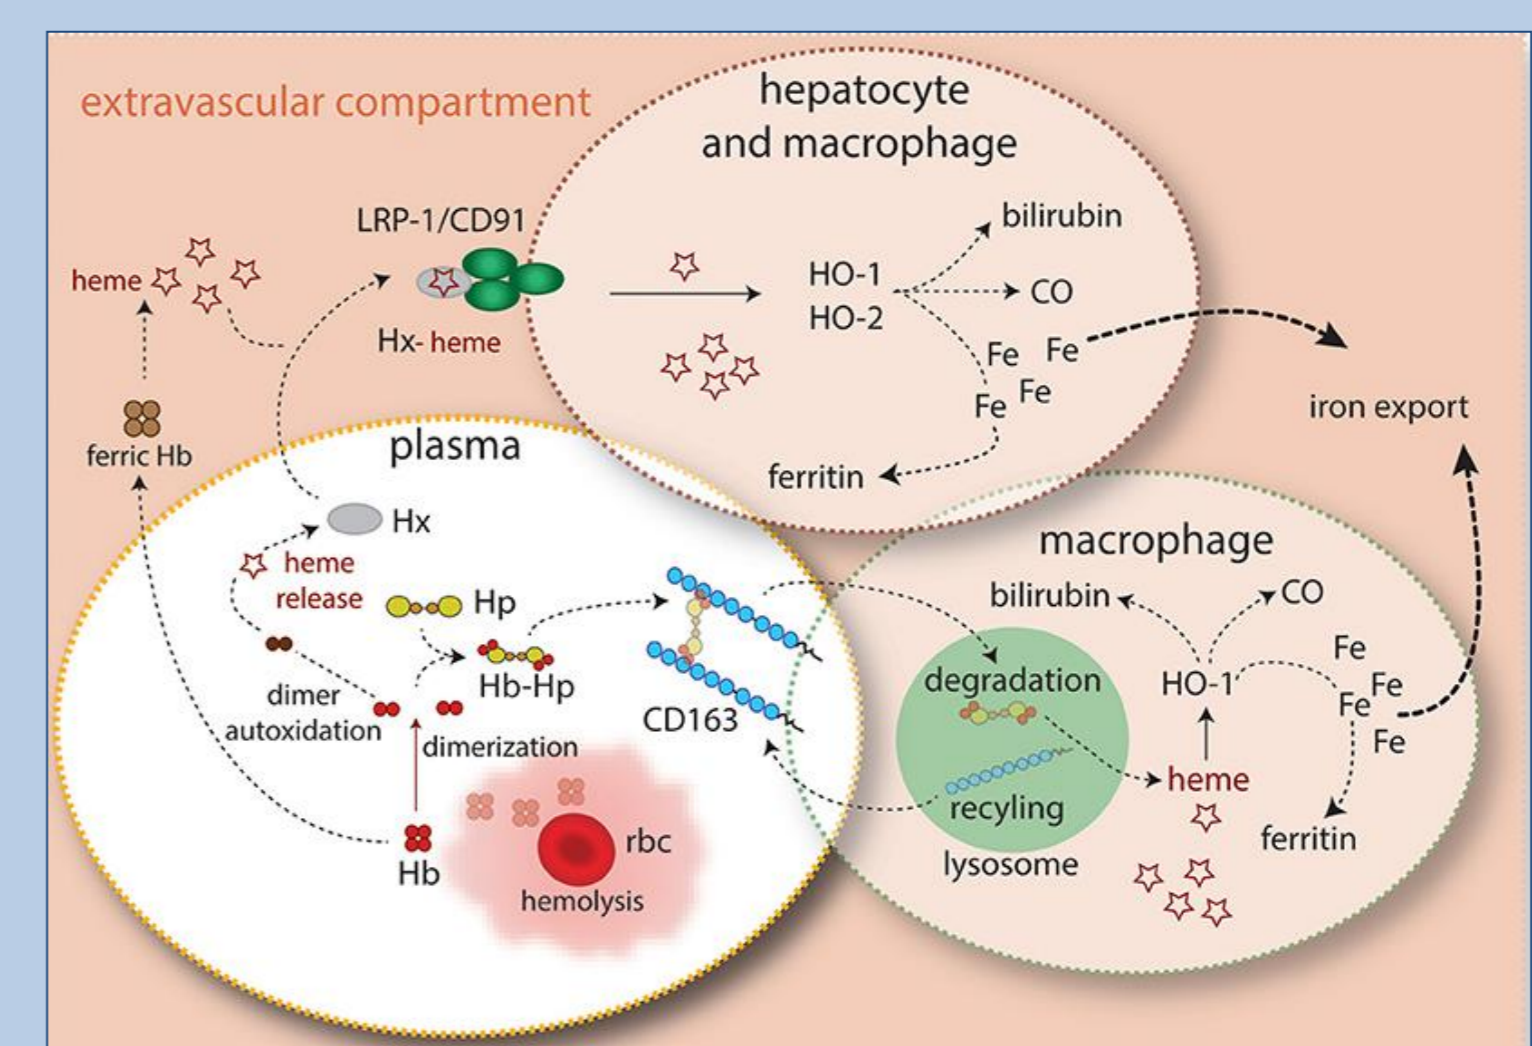 extravascular compartment
hepatocyte
and macrophage
LRP-1/CD91
heme
Hx- heme
HO-1
HO-2
bilirubin
CO
Fe Fe
Fe Fe
ferritin
iron export
ferric Hb
plasma
Hx
heme
release
Hp
Hb-Hp
dimer
autoxidation
dimerization
CD163
Hb
rbc
hemolysis
macrophage
bilirubin
CO
degradation
HO-1
Fe
Fe
Fe
Fe
heme
recyling
lysosome
ferritin